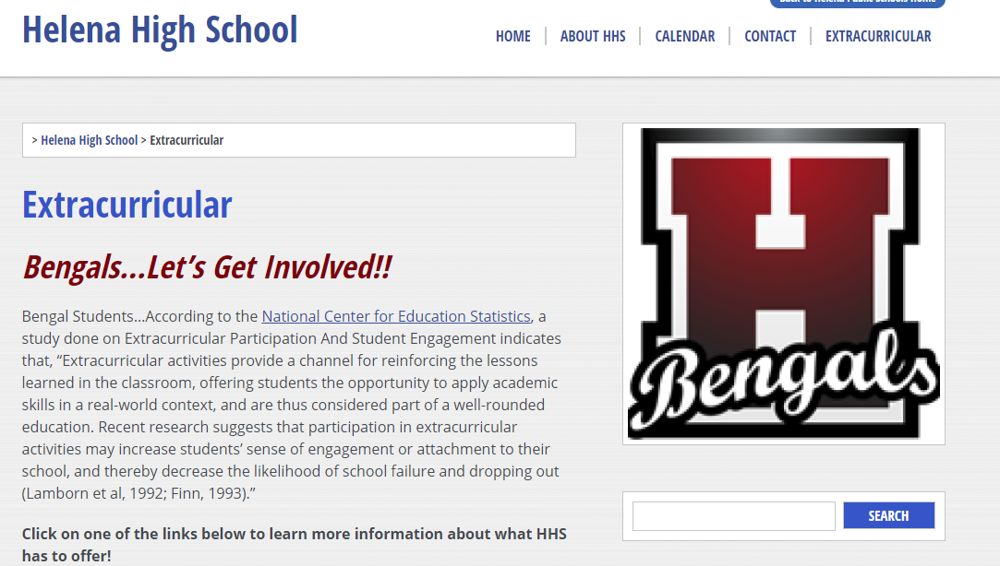 Back to Helena Public Schools Home
Helena High School
HOME
ABOUT HHS
CALENDAR
CONTACT
EXTRACURRICULAR
> Helena High School > Extracurricular
Extracurricular
Bengals...Let’s Get Involved!!
Bengal Students...According to the National Center for Education Statistics, a
study done on Extracurricular Participation And Student Engagement indicates
that, “Extracurricular activities provide a channel for reinforcing the lessons
learned in the classroom, offering students the opportunity to apply academic
skills in a real-world context, and are thus considered part of a well-rounded
education. Recent research suggests that participation in extracurricular
activities may increase students’ sense of engagement or attachment to their
school, and thereby decrease the likelihood of school failure and dropping out
(Lamborn et al, 1992; Finn, 1993).”
Click on one of the links below to learn more information about what HHS
has to offer!
H
Bengals
SEARCH